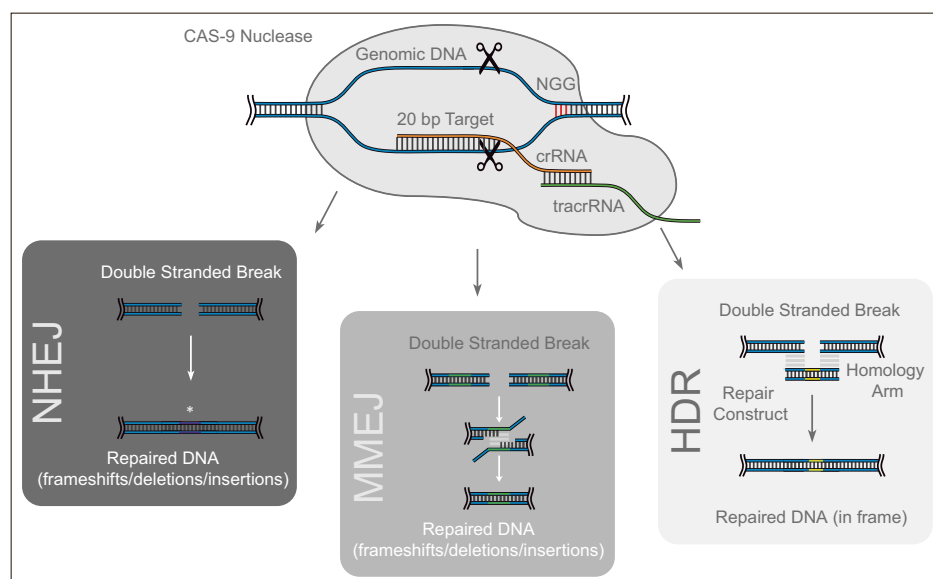 CAS-9 Nuclease
Genomic DNA
NGG
20 bp Target
crRNA
tracrRNA
NHEJ
Double Stranded Break
*
Repaired DNA
(frameshifts/deletions/insertions)
MMEJ
Double Stranded Break
Repaired DNA
(frameshifts/deletions/insertions)
HDR
Double Stranded Break
Homology
Arm
Repair
Construct
Repaired DNA (in frame)